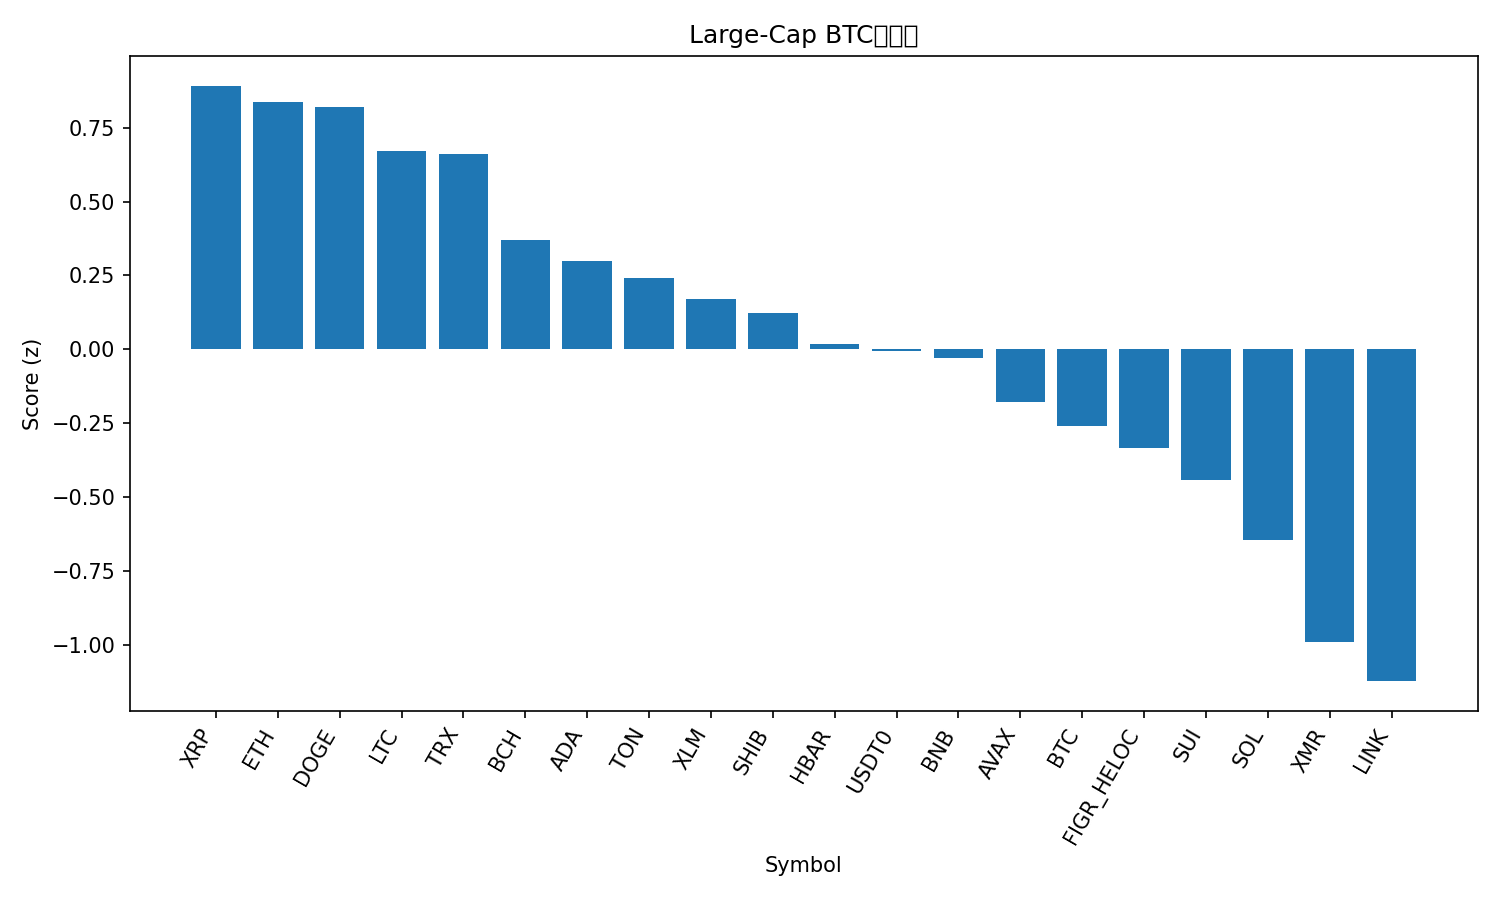 Large-Cap BTC
0.75
0.50
0.25
0.00
−0.25
−0.50
−0.75
−1.00
Score (z)
XRP
ETH
DOGE
LTC
TRX
BCH
ADA
TON
XLM
SHIB
HBAR
USDT0
BNB
AVAX
BTC
FIGR_HELOC
SUI
SOL
XMR
LINK
Symbol